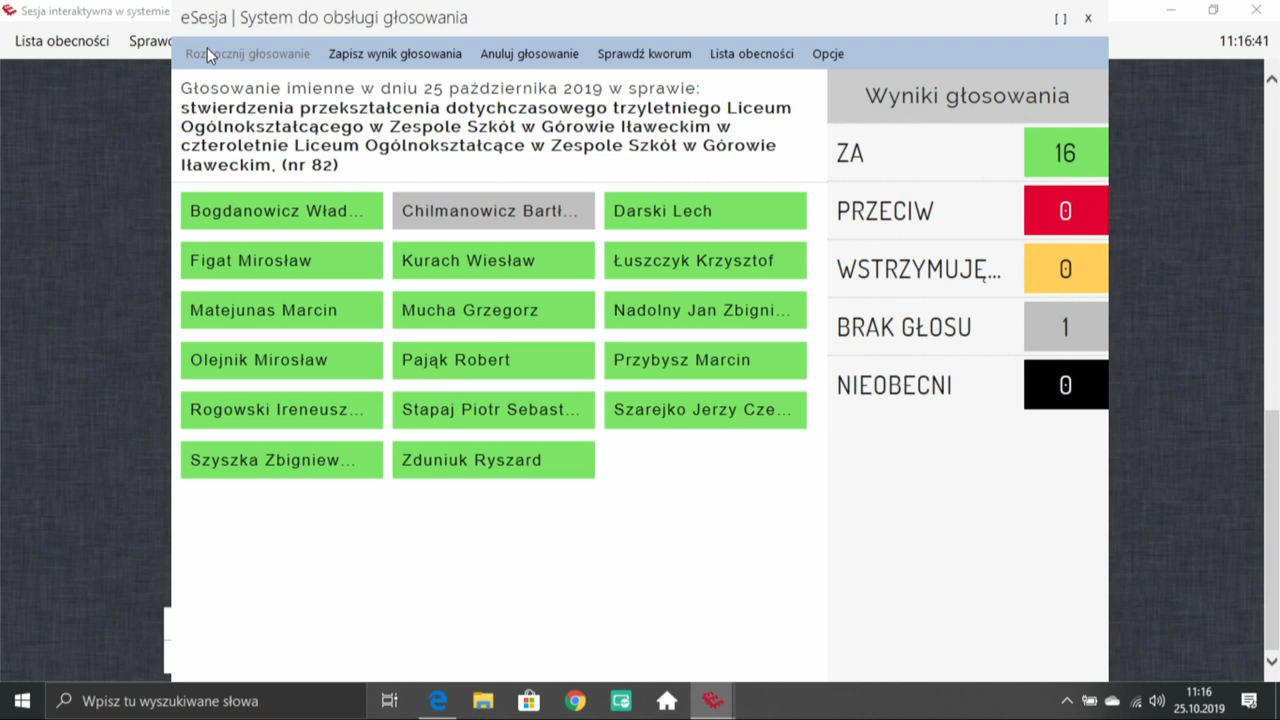 Sesja interaktywna w systemie
eSesja | System do obsługi głosowania
[ ] x
Lista obecności
11:16:41
głosowanie Zapisz wynik głosowania Anuluj głosowanie Sprawdź kworum Lista obecności Opcje
Głosowanie imienne w dniu 25 października 2019 w sprawie:
stwierdzenia przekształcenia dotychczasowego trzyletniego Liceum
Ogólnokształcącego w Zespole Szkół w Górowie Iławeckim w
czteroletnie Liceum Ogólnokształcące w Zespole Szkół w Górowie
Iławeckim, (nr 82)
Bogdanowicz Wład... Chilmanowicz Bartł... Darski Lech
Figat Mirosław Kurach Wiesław Łuszczyk Krzysztof
Matejunas Marcin Mucha Grzegorz Nadolny Jan Zbigni...
Olejnik Mirosław Pająk Robert Przybysz Marcin
Rogowski Ireneusz... Stapaj Piotr Sebast... Szarejko Jerzy Cze...
Szyszka Zbigniew... Zduniuk Ryszard
Wyniki głosowania
ZA 16
PRZECIW 0
WSTRZYMUJĘ... 0
BRAK GŁOSU 1
NIEOBECNI 0
Wpisz tu wyszukiwane słowa
11:16
25.10.2019